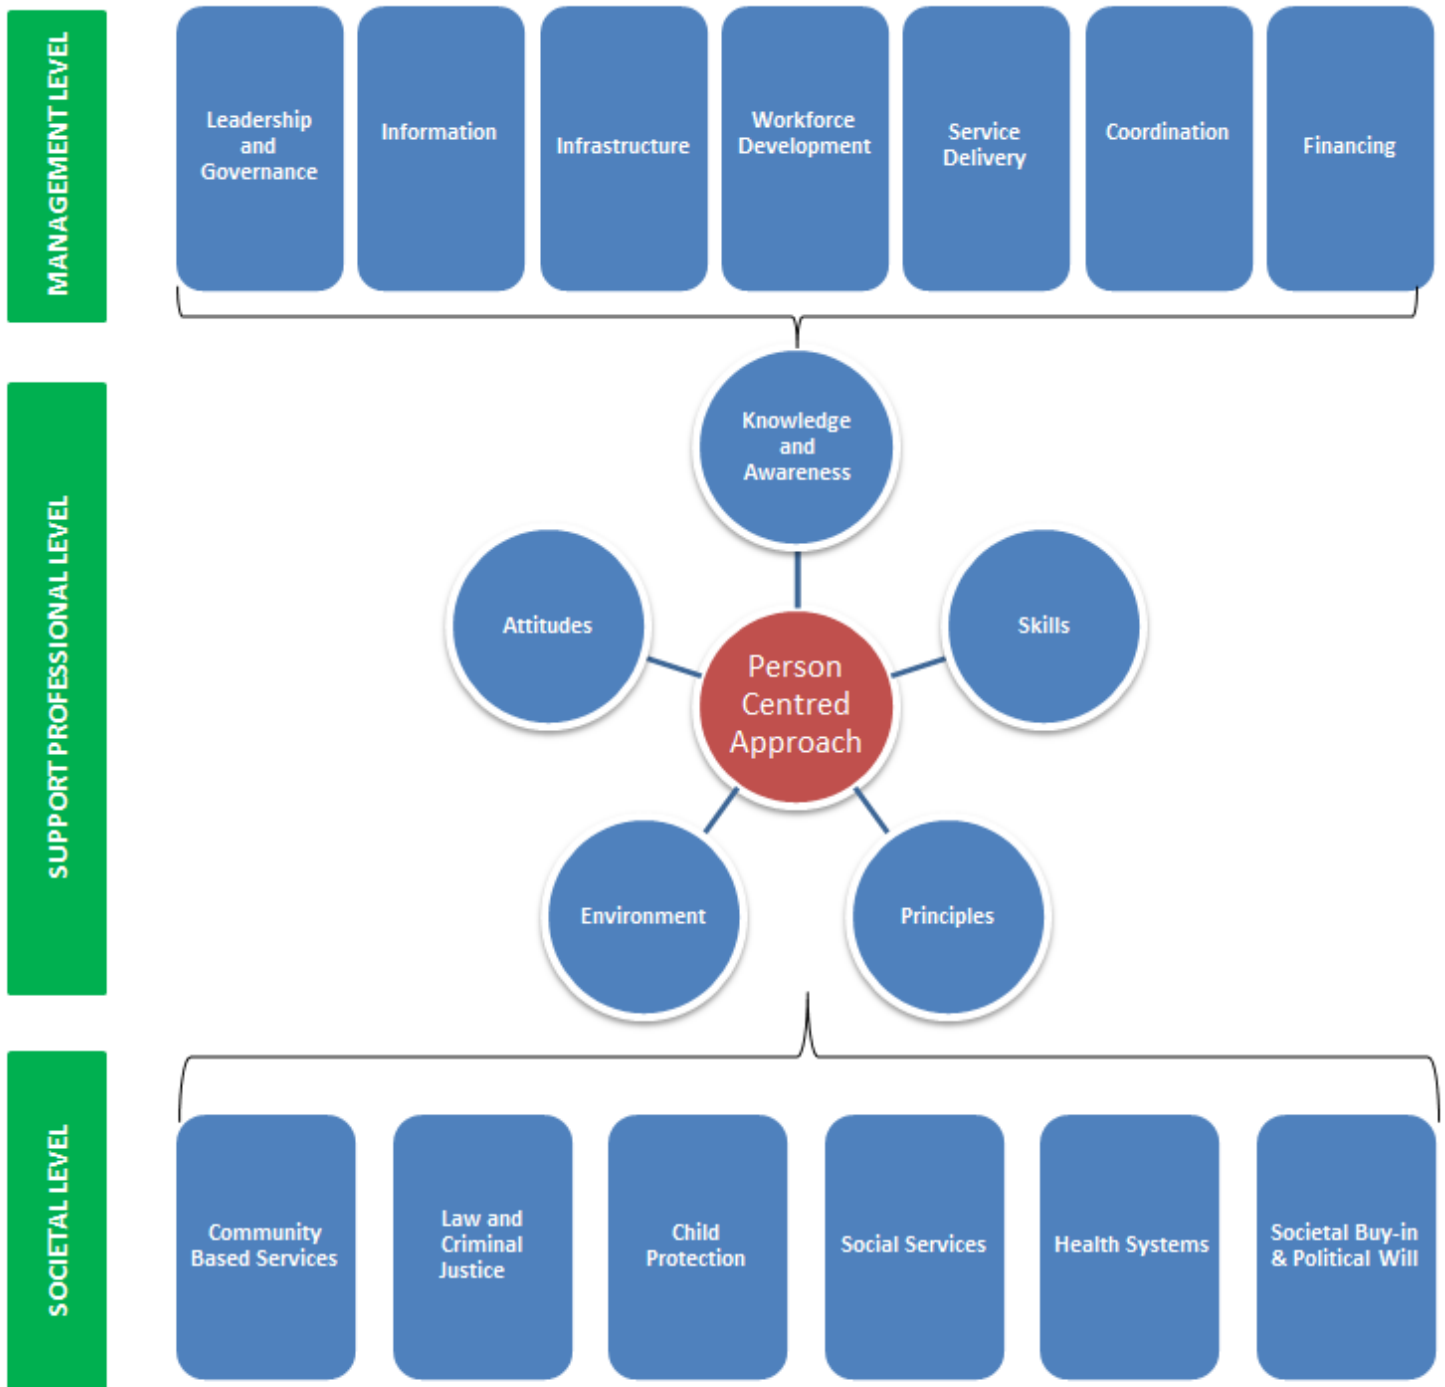 MANAGEMENT LEVEL
Leadership
and
Governance
Information
Infrastructure
Workforce
Development
Service
Delivery
Coordination
Financing
SUPPORT PROFESSIONAL LEVEL
Knowledge
and
Awareness
Attitudes
Skills
Person
Centred
Approach
Environment
Principles
SOCIETAL LEVEL
Community
Based Services
Law and
Criminal
Justice
Child
Protection
Social Services
Health Systems
Societal Buy-in
& Political Will